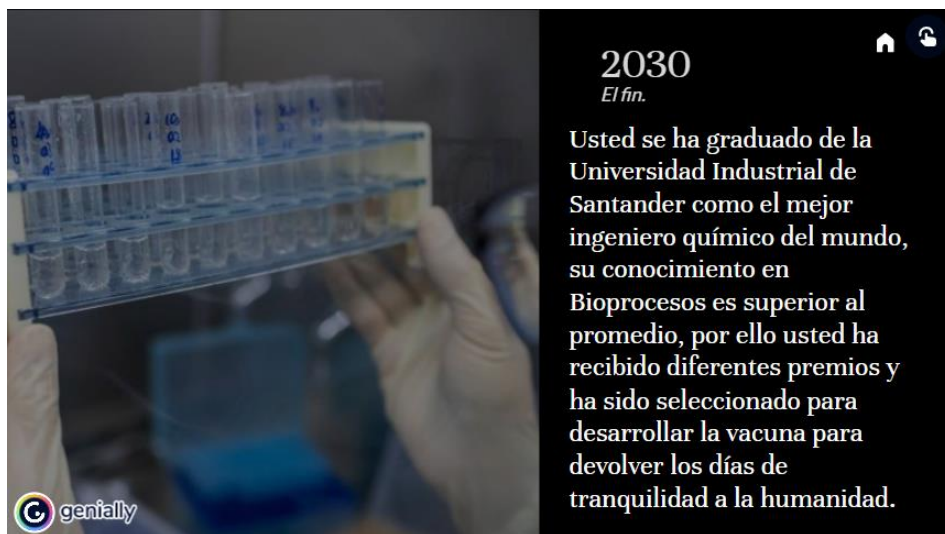 2030
El fin.
Usted se ha graduado de la
Universidad Industrial de
Santander como el mejor
ingeniero químico del mundo,
su conocimiento en
Bioprocesos es superior al
promedio, por ello usted ha
recibido diferentes premios y
ha sido seleccionado para
desarrollar la vacuna para
devolver los días de
tranquilidad a la humanidad.
genially